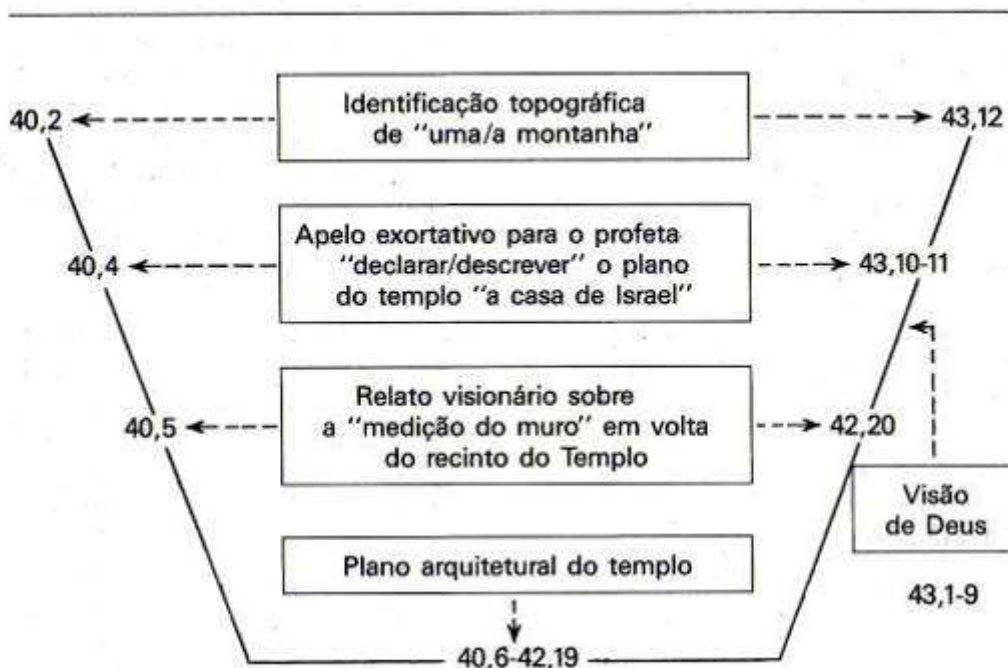 Identificação topográfica
de "uma/a montanha"
40,2
43,12
Apelo exortativo para o profeta
"declarar/descrever" o plano
do templo "a casa de Israel"
40,4
43,10-11
Relato visionário sobre
a "medição do muro" em volta
do recinto do Templo
40,5
42,20
Visão
de Deus
43,1-9
Plano arquitetural do templo
40,6-42,19